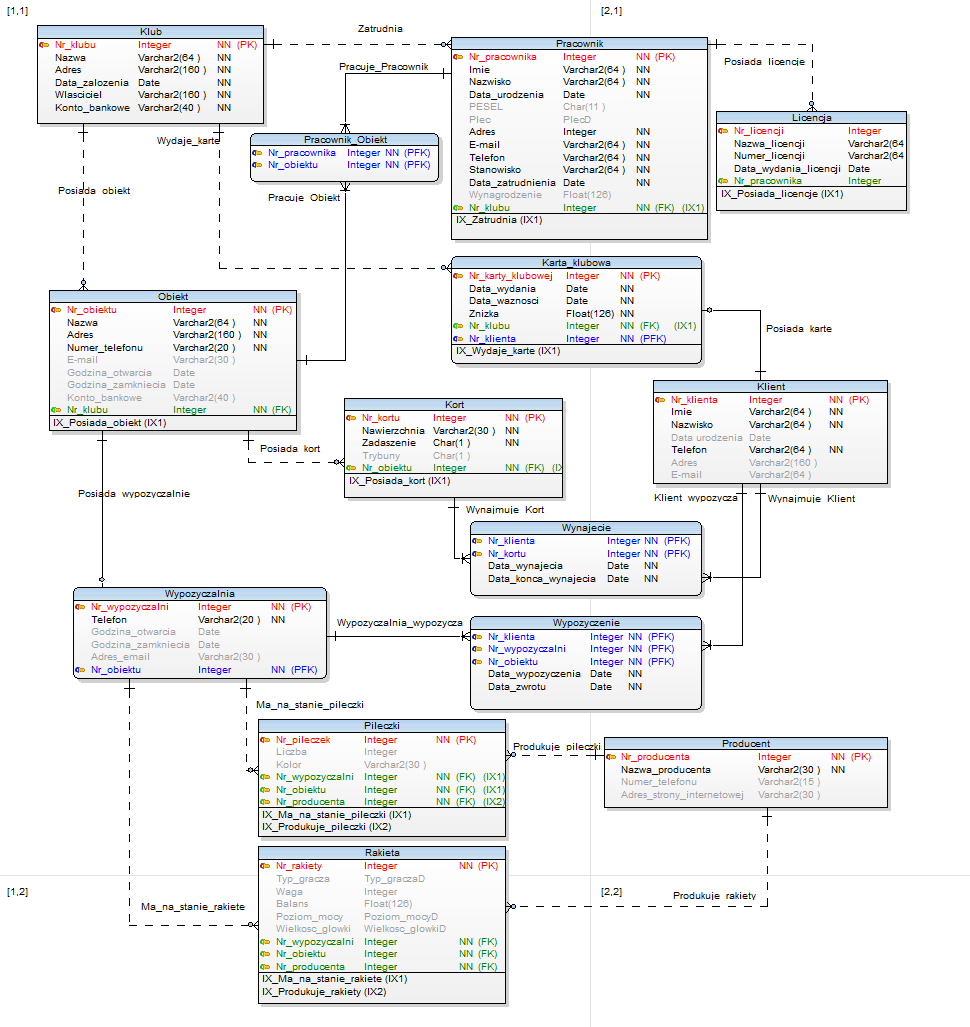 [1,1]
[2,1]
Klub
Nr_klubu Integer NN (PK)
Nazwa Varchar2(64 ) NN
Adres Varchar2(160 ) NN
Data_zalozenia Date NN
Wlasciciel Varchar2(160 ) NN
Konto_bankowe Varchar2(40 ) NN
Zatrudnia
Pracuje_Pracownik
Posiada licencje
Pracownik
Nr_pracownika Integer NN (PK)
Imie Varchar2(64 ) NN
Nazwisko Varchar2(64 ) NN
Data_urodzenia Date NN
PESEL Char(11 )
Plec PlecD
Adres Integer NN
E-mail Varchar2(64 ) NN
Telefon Varchar2(64 ) NN
Stanowisko Varchar2(64 ) NN
Data_zatrudnienia Date NN
Wynagrodzenie Float(126)
Nr_klubu Integer NN (FK) (IX1)
IX_Zatrudnia (IX1)
Licencja
Nr_licencji Integer
Nazwa_licencji Varchar2(64
Numer_licencji Varchar2(64
Data_wydania_licencji Date
Nr_pracownika Integer
IX_Posiada_licencje (IX1)
Wydaje_karte
Pracownik_Obiekt
Nr_pracownika Integer NN (PFK)
Nr_obiektu Integer NN (PFK)
Posiada obiekt
Pracuje Obiekt
Karta_klubowa
Nr_karty_klubowej Integer NN (PK)
Data_wydania Date NN
Data_waznosci Date NN
Znizka Float(126) NN
Nr_klubu Integer NN (FK) (IX1)
Nr_klienta Integer NN (PFK)
IX_Wydaje_karte (IX1)
Posiada karte
Obiekt
Nr_obiektu Integer NN (PK)
Nazwa Varchar2(64 ) NN
Adres Varchar2(160 ) NN
Numer_telefonu Varchar2(20 ) NN
E-mail Varchar2(30 )
Godzina_otwarcia Date
Godzina_zamkniecia Date
Konto_bankowe Varchar2(40 )
Nr_klubu Integer NN (FK)
IX_Posiada_obiekt (IX1)
Klient
Nr_klienta Integer NN (PK)
Imie Varchar2(64 ) NN
Nazwisko Varchar2(64 ) NN
Data urodzenia Date
Telefon Varchar2(64 ) NN
Adres Varchar2(160 )
E-mail Varchar2(64 )
Kort
Nr_kortu Integer NN (PK)
Nawierzchnia Varchar2(30 ) NN
Zadaszenie Char(1 ) NN
Trybuny Char(1 )
Nr_obiektu Integer NN (FK) (IX
IX_Posiada_kort (IX1)
Posiada kort
Posiada wypozyczalnie
Klient wypozycza
Wynajmuje Klient
Wynajmuje Kort
Wynajecie
Nr_klienta Integer NN (PFK)
Nr_kortu Integer NN (PFK)
Data_wynajecia Date NN
Data_konca_wynajecia Date NN
Wypozyczalnia
Nr_wypozyczalni Integer NN (PK)
Telefon Varchar2(20 ) NN
Godzina_otwarcia Date
Godzina_zamkniecia Date
Adres_email Varchar2(30 )
Nr_obiektu Integer NN (PFK)
Wypozyczalnia_wypozycza
Wypozyczenie
Nr_klienta Integer NN (PFK)
Nr_wypozyczalni Integer NN (PFK)
Nr_obiektu Integer NN (PFK)
Data_wypozyczenia Date NN
Data_zwrotu Date NN
Ma_na_stanie_pileczki
Pileczki
Nr_pileczek Integer NN (PK)
Liczba Integer
Kolor Varchar2(30 )
Nr_wypozyczalni Integer NN (FK) (IX1)
Nr_obiektu Integer NN (FK) (IX1)
Nr_producenta Integer NN (FK) (IX2)
IX_Ma_na_stanie_pileczki (IX1)
IX_Produkuje_pileczki (IX2)
Produkuje pileczki
Producent
Nr_producenta Integer NN (PK)
Nazwa_producenta Varchar2(30 ) NN
Numer_telefonu Varchar2(15 )
Adres_strony_internetowej Varchar2(30 )
Rakieta
Nr_rakiety Integer NN (PK)
Typ_gracza Typ_graczaD
Waga Integer
Balans Float(126)
Poziom_mocy Poziom_mocyD
Wielkosc_glowki Wielkosc_glowkiD
Nr_wypozyczalni Integer NN (FK)
Nr_obiektu Integer NN (FK)
Nr_producenta Integer NN (FK)
IX_Ma_na_stanie_rakiete (IX1)
IX_Produkuje_rakiety (IX2)
[1,2]
[2,2]
Ma_na_stanie_rakiete
Produkuje rakiety